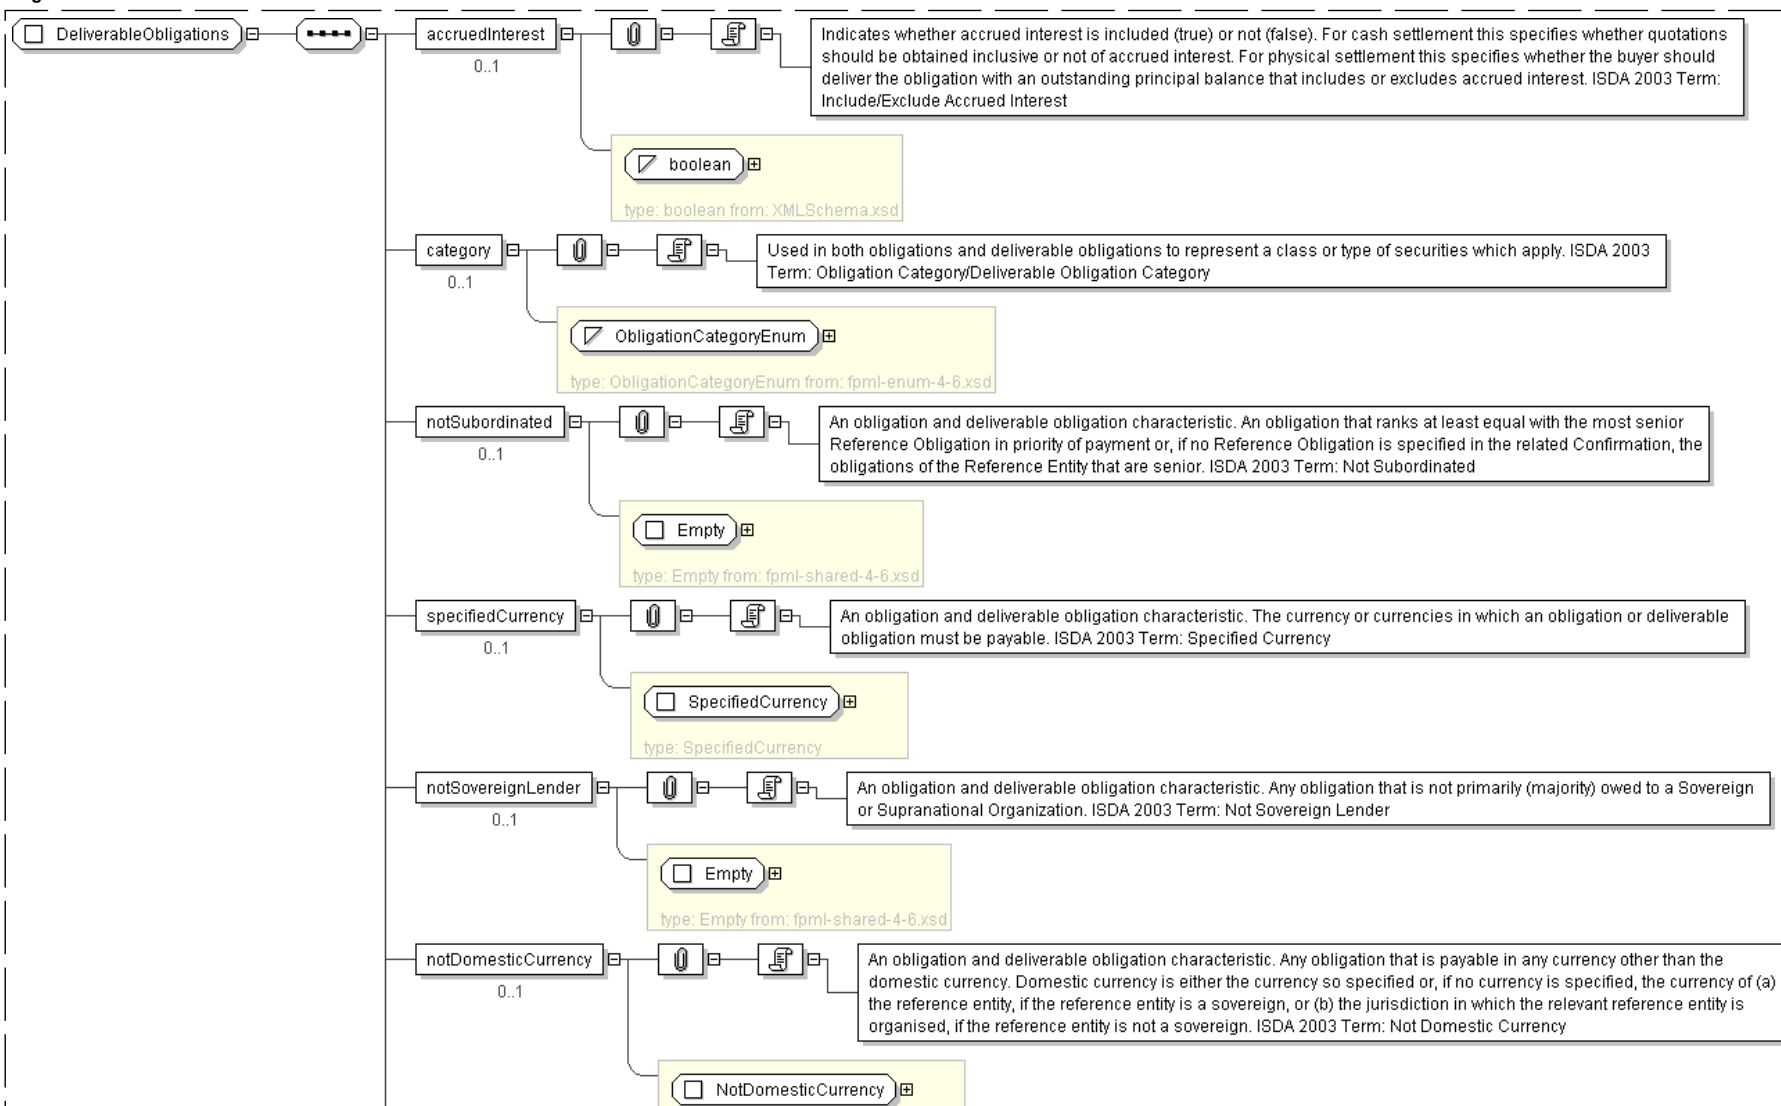 DeliverableObligations
accruedInterest
0..1
Indicates whether accrued interest is included (true) or not (false). For cash settlement this specifies whether quotations
should be obtained inclusive or not of accrued interest. For physical settlement this specifies whether the buyer should
deliver the obligation with an outstanding principal balance that includes or excludes accrued interest. ISDA 2003 Term:
Include/Exclude Accrued Interest
boolean
type: boolean from: XMLSchema.xsd
category
0..1
Used in both obligations and deliverable obligations to represent a class or type of securities which apply. ISDA 2003
Term: Obligation Category/Deliverable Obligation Category
ObligationCategoryEnum
type: ObligationCategoryEnum from: fpml-enum-4-6.xsd
notSubordinated
0..1
An obligation and deliverable obligation characteristic. An obligation that ranks at least equal with the most senior
Reference Obligation in priority of payment or, if no Reference Obligation is specified in the related Confirmation, the
obligations of the Reference Entity that are senior. ISDA 2003 Term: Not Subordinated
Empty
type: Empty from: fpml-shared-4-6.xsd
specifiedCurrency
0..1
An obligation and deliverable obligation characteristic. The currency or currencies in which an obligation or deliverable
obligation must be payable. ISDA 2003 Term: Specified Currency
SpecifiedCurrency
type: SpecifiedCurrency
notSovereignLender
0..1
An obligation and deliverable obligation characteristic. Any obligation that is not primarily (majority) owed to a Sovereign
or Supranational Organization. ISDA 2003 Term: Not Sovereign Lender
Empty
type: Empty from: fpml-shared-4-6.xsd
notDomesticCurrency
0..1
An obligation and deliverable obligation characteristic. Any obligation that is payable in any currency other than the
domestic currency. Domestic currency is either the currency so specified or, if no currency is specified, the currency of (a)
the reference entity, if the reference entity is a sovereign, or (b) the jurisdiction in which the relevant reference entity is
organised, if the reference entity is not a sovereign. ISDA 2003 Term: Not Domestic Currency
NotDomesticCurrency